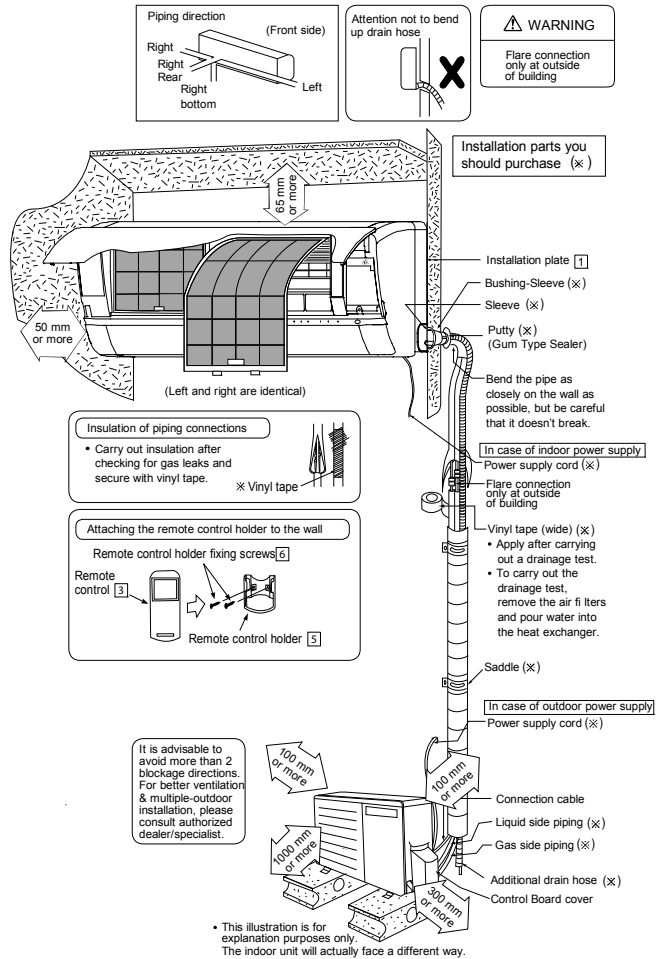 Piping direction
(Front side)
Right
Right
Rear
Right
bottom
Left
Attention not to bend
up drain hose
⚠ WARNING
Flare connection
only at outside
of building
Installation parts you
should purchase (※)
65 mm
or more
50 mm
or more
(Left and right are identical)
Installation plate 1
Bushing-Sleeve (※)
Sleeve (※)
Putty (※)
(Gum Type Sealer)
Bend the pipe as
closely on the wall as
possible, but be careful
that it doesn't break.
In case of indoor power supply
Power supply cord (※)
Flare connection
only at outside
of building
Vinyl tape (wide) (※)
• Apply after carrying
out a drainage test.
• To carry out the
drainage test,
remove the air fi lters
and pour water into
the heat exchanger.
Saddle (※)
In case of outdoor power supply
Power supply cord (※)
Insulation of piping connections
• Carry out insulation after
checking for gas leaks and
secure with vinyl tape.
※ Vinyl tape
Attaching the remote control holder to the wall
Remote control holder fixing screws 6
Remote
control 3
Remote control holder 5
It is advisable to
avoid more than 2
blockage directions.
For better ventilation
& multiple-outdoor
installation, please
consult authorized
dealer/specialist.
100 mm
or more
100 mm
or more
1000 mm
or more
300 mm
or more
Connection cable
Liquid side piping (※)
Gas side piping (※)
Additional drain hose (※)
Control Board cover
• This illustration is for
explanation purposes only.
The indoor unit will actually face a different way.